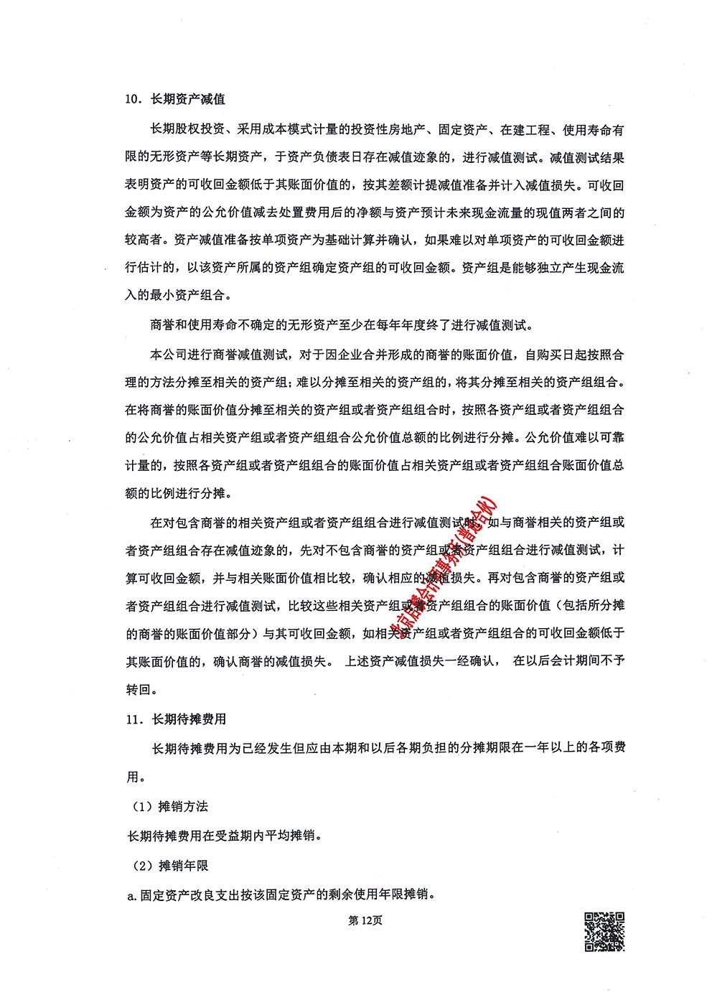 10. 长期资产减值
长期股权投资、采用成本模式计量的投资性房地产、固定资产、在建工程、使用寿命有
限的无形资产等长期资产，于资产负债表日存在减值迹象的，进行减值测试。减值测试结果
表明资产的可收回金额低于其账面价值的，按其差额计提减值准备并计入减值损失。可收回
金额为资产的公允价值减去处置费用后的净额与资产预计未来现金流量的现值两者之间的
较高者。资产减值准备按单项资产为基础计算并确认，如果难以对单项资产的可收回金额进
行估计的，以该资产所属的资产组确定资产组的可收回金额。资产组是能够独立产生现金流
入的最小资产组合。
商誉和使用寿命不确定的无形资产至少在每年年度终了进行减值测试。
本公司进行商誉减值测试，对于因企业合并形成的商誉的账面价值，自购买日起按照合
理的方法分摊至相关的资产组；难以分摊至相关的资产组的，将其分摊至相关的资产组组合。
在将商誉的账面价值分摊至相关的资产组或者资产组组合时，按照各资产组或者资产组组合
的公允价值占相关资产组或者资产组组合公允价值总额的比例进行分摊。公允价值难以可靠
计量的，按照各资产组或者资产组组合的账面价值占相关资产组或者资产组组合账面价值总
额的比例进行分摊。
在对包含商誉的相关资产组或者资产组组合进行减值测试时，如与商誉相关的资产组或
者资产组组合存在减值迹象的，先对不包含商誉的资产组或者资产组组合进行减值测试，计
算可收回金额，并与相关账面价值相比较，确认相应的减值损失。再对包含商誉的资产组或
者资产组组合进行减值测试，比较这些相关资产组或者资产组组合的账面价值（包括所分摊
的商誉的账面价值部分）与其可收回金额，如相关资产组或者资产组组合的可收回金额低于
其账面价值的，确认商誉的减值损失。 上述资产减值损失一经确认， 在以后会计期间不予
转回。
11. 长期待摊费用
长期待摊费用为已经发生但应由本期和以后各期负担的分摊期限在一年以上的各项费
用。
（1）摊销方法
长期待摊费用在受益期内平均摊销。
（2）摊销年限
a.固定资产改良支出按该固定资产的剩余使用年限摊销。
第 12页
会计师事务所(普通合伙)